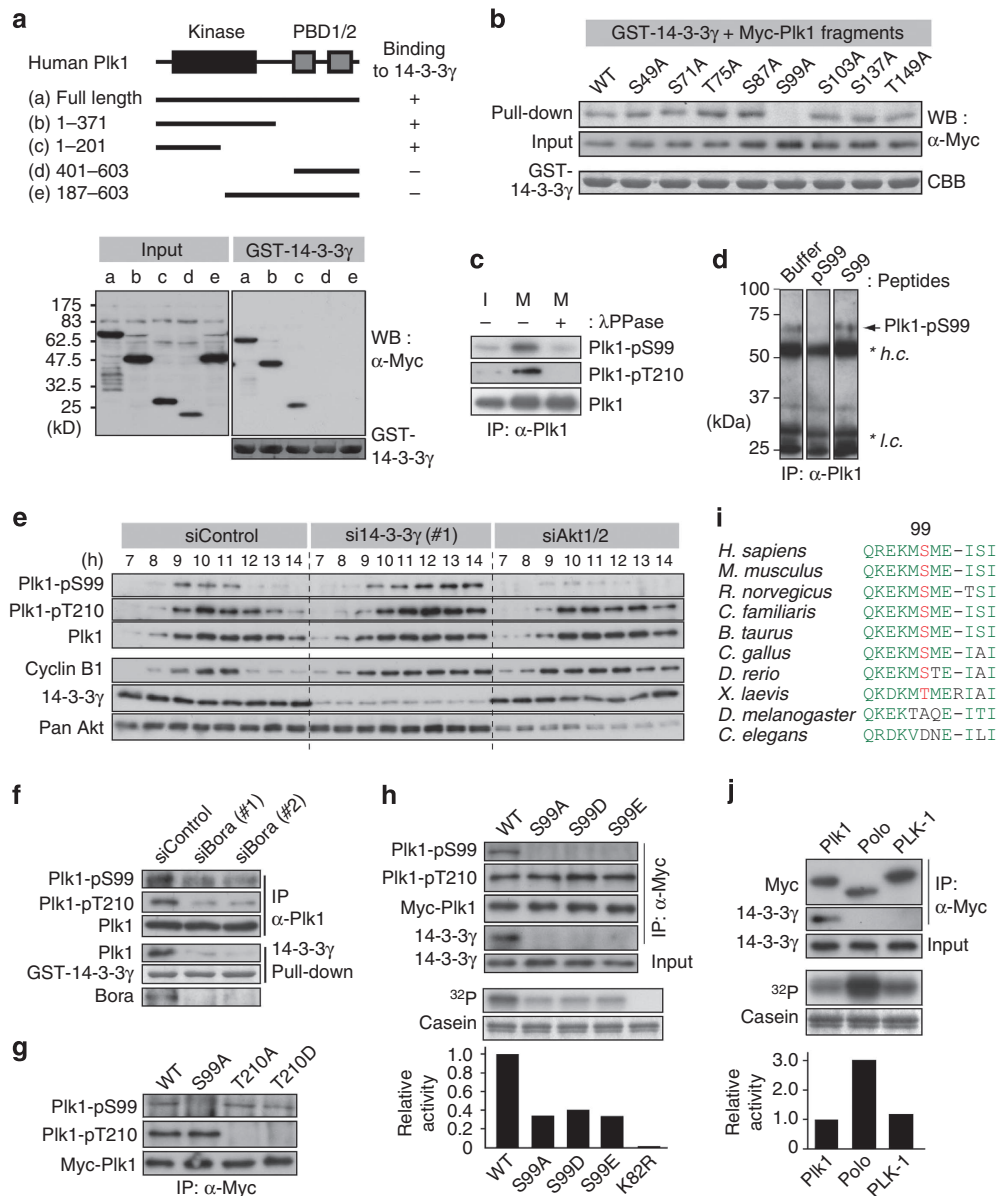 a
Kinase PBD1/2
Human Plk1
Binding
to 14-3-3γ
(a) Full length +
(b) 1–371 +
(c) 1–201 +
(d) 401–603 –
(e) 187–603 –
Input GST-14-3-3γ
a b c d e a b c d e
175
83
62.5
47.5
32.5
25
(kD)
WB :
α-Myc
GST-
14-3-3γ
b
GST-14-3-3γ + Myc-Plk1 fragments
WT S49A S71A T75A S87A S99A S103A S137A T149A
Pull-down
Input
WB :
α-Myc
GST-
14-3-3γ
CBB
c
I M M
– – + : λPPase
Plk1-pS99
Plk1-pT210
Plk1
IP: α-Plk1
d
Buffer pS99 S99 : Peptides
100
75
50
37
25
(kDa)
Plk1-pS99
* h.c.
* l.c.
IP: α-Plk1
e
siControl si14-3-3γ (#1) siAkt1/2
(h) 7 8 9 10 11 12 13 14 7 8 9 10 11 12 13 14 7 8 9 10 11 12 13 14
Plk1-pS99
Plk1-pT210
Plk1
Cyclin B1
14-3-3γ
Pan Akt
i
99
H. sapiens QREKMSME-ISI
M. musculus QKEKMSME-ISI
R. norvegicus QKEKMSME-TSI
C. familiaris QKEKMSME-ISI
B. taurus QKEKMSME-ISI
C. gallus QKEKMSME-IAI
D. rerio QKEKMSTE-IAI
X. laevis QKDKMTMERIAI
D. melanogaster QKEKTAQE-ITI
C. elegans QRDKVDNE-ILI
f
siControl siBora (#1) siBora (#2)
Plk1-pS99
Plk1-pT210
Plk1
IP
α-Plk1
Plk1
GST-14-3-3γ
14-3-3γ
Pull-down
Bora
g
WT S99A T210A T210D
Plk1-pS99
Plk1-pT210
Myc-Plk1
IP: α-Myc
h
WT S99A S99D S99E
Plk1-pS99
Plk1-pT210
Myc-Plk1
14-3-3γ
IP: α-Myc
14-3-3γ Input
32P
Casein
Relative
activity
1.0
0.8
0.4
0.2
0
WT S99A S99D S99E K82R
j
Plk1 Polo PLK-1
Myc
14-3-3γ
IP:
α-Myc
14-3-3γ Input
32P
Casein
Relative
activity
3.0
2.0
1.0
0
Plk1 Polo PLK-1